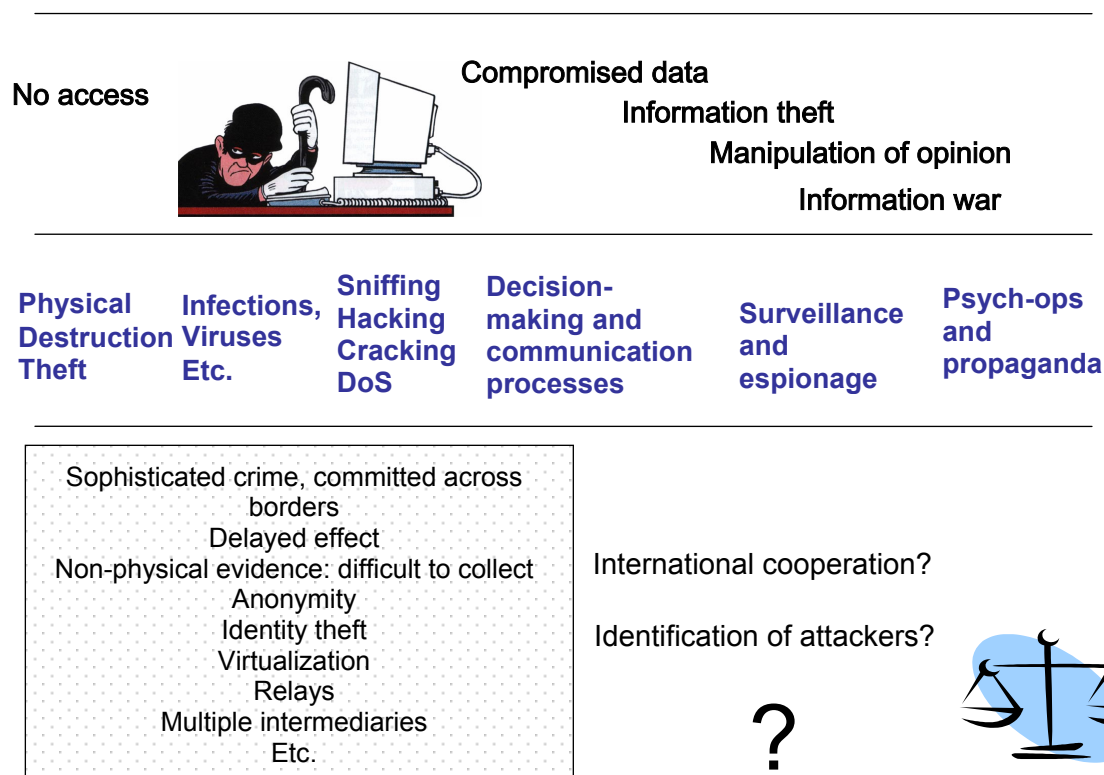 No access
Compromised data
Information theft
Manipulation of opinion
Information war
Physical
Destruction
Theft
Infections,
Viruses
Etc.
Sniffing
Hacking
Cracking
DoS
Decision-
making and
communication
processes
Surveillance
and
espionage
Psych-ops
and
propaganda
Sophisticated crime, committed across
borders
Delayed effect
Non-physical evidence: difficult to collect
Anonymity
Identity theft
Virtualization
Relays
Multiple intermediaries
Etc.
International cooperation?
Identification of attackers?
?